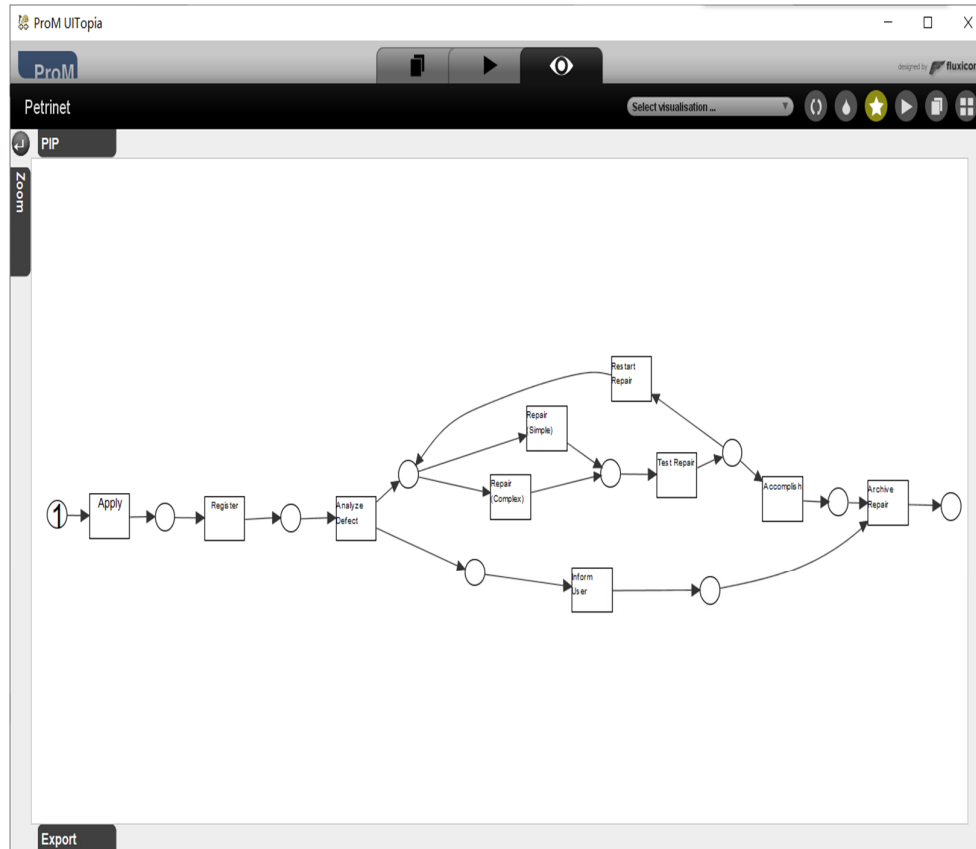 ProM UITopia
ProM
designed by fluxicon
Petrinet
Select visualisation ...
PIP
Zoom
Restart
Repair
Repair
(Simple)
Test Repair
Repair
(Complex)
Accomplish
Archive
Repair
1
Apply
Register
Analyze
Defect
Inform
User
Export